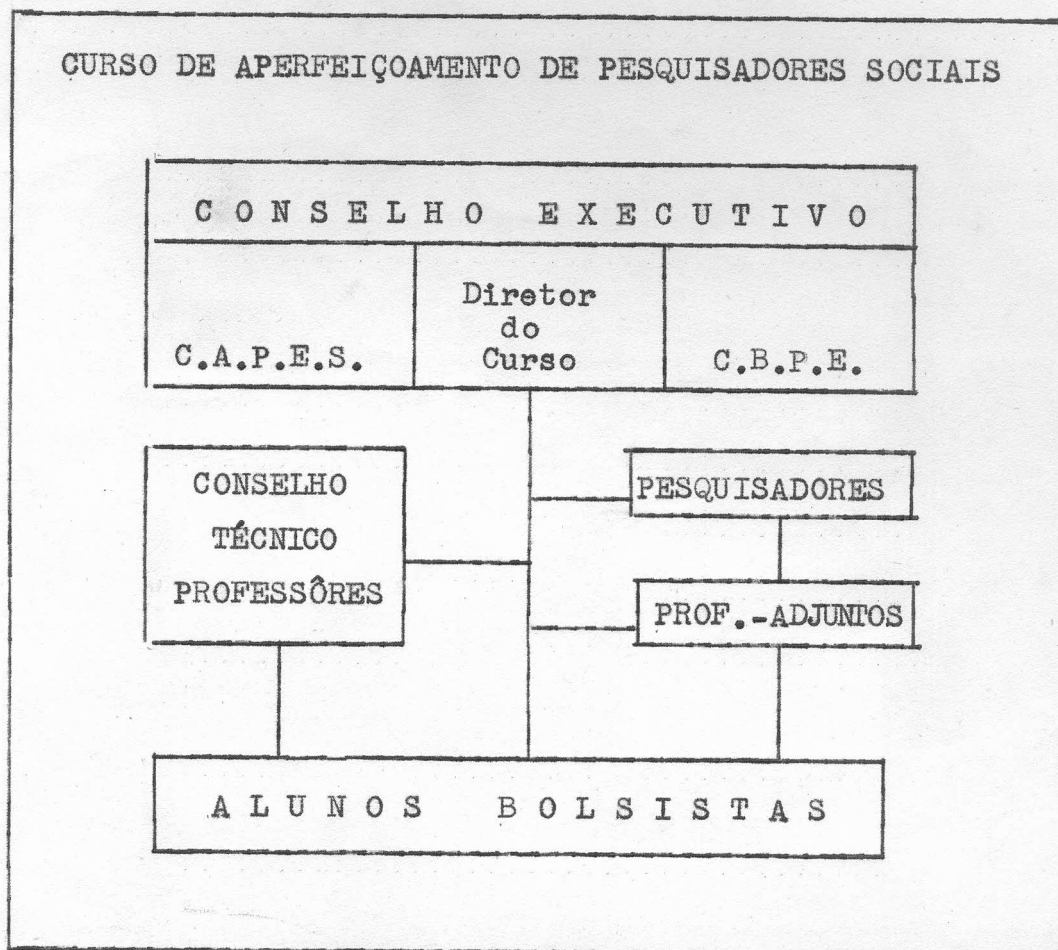 CURSO DE APERFEIÇOAMENTO DE PESQUISADORES SOCIAIS
CONSELHO EXECUTIVO
C.A.P.E.S.
Diretor
do
Curso
C.B.P.E.
CONSELHO
TÉCNICO
PROFESSÔRES
PESQUISADORES
PROF.-ADJUNTOS
ALUNOS BOLSISTAS